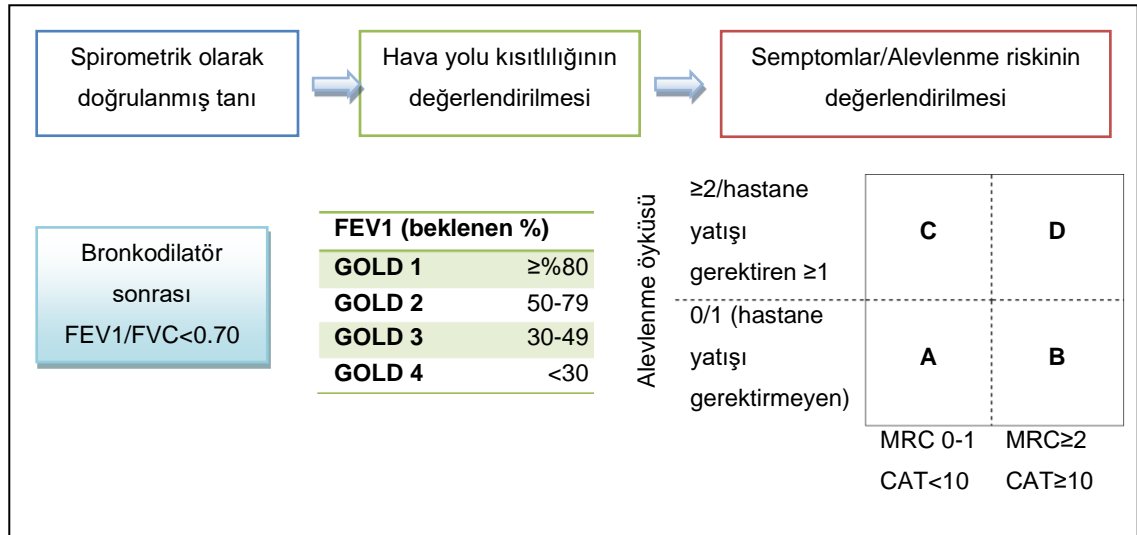 Spirometrik olarak
doğrulanmış tanı
Hava yolu kısıtlılığının
değerlendirilmesi
Semptomlar/Alevlenme riskinin
değerlendirilmesi
Bronkodilatör
sonrası
FEV1/FVC<0.70
FEV1 (beklenen %)
GOLD 1 ≥%80
GOLD 2 50-79
GOLD 3 30-49
GOLD 4 <30
Alevlenme öyküsü
≥2/hastane
yatışı
gerektiren ≥1
0/1 (hastane
yatışı
gerektirmeyen)
C D
A B
MRC 0-1 MRC≥2
CAT<10 CAT≥10